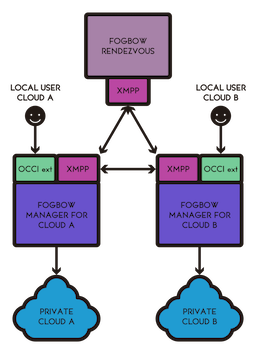 FOGBOW
RENDEZVOUS
XMPP
LOCAL USER
CLOUD A
LOCAL USER
CLOUD B
OCCI ext
XMPP
XMPP
OCCI ext
FOGBOW
MANAGER FOR
CLOUD A
FOGBOW
MANAGER FOR
CLOUD B
PRIVATE
CLOUD A
PRIVATE
CLOUD B